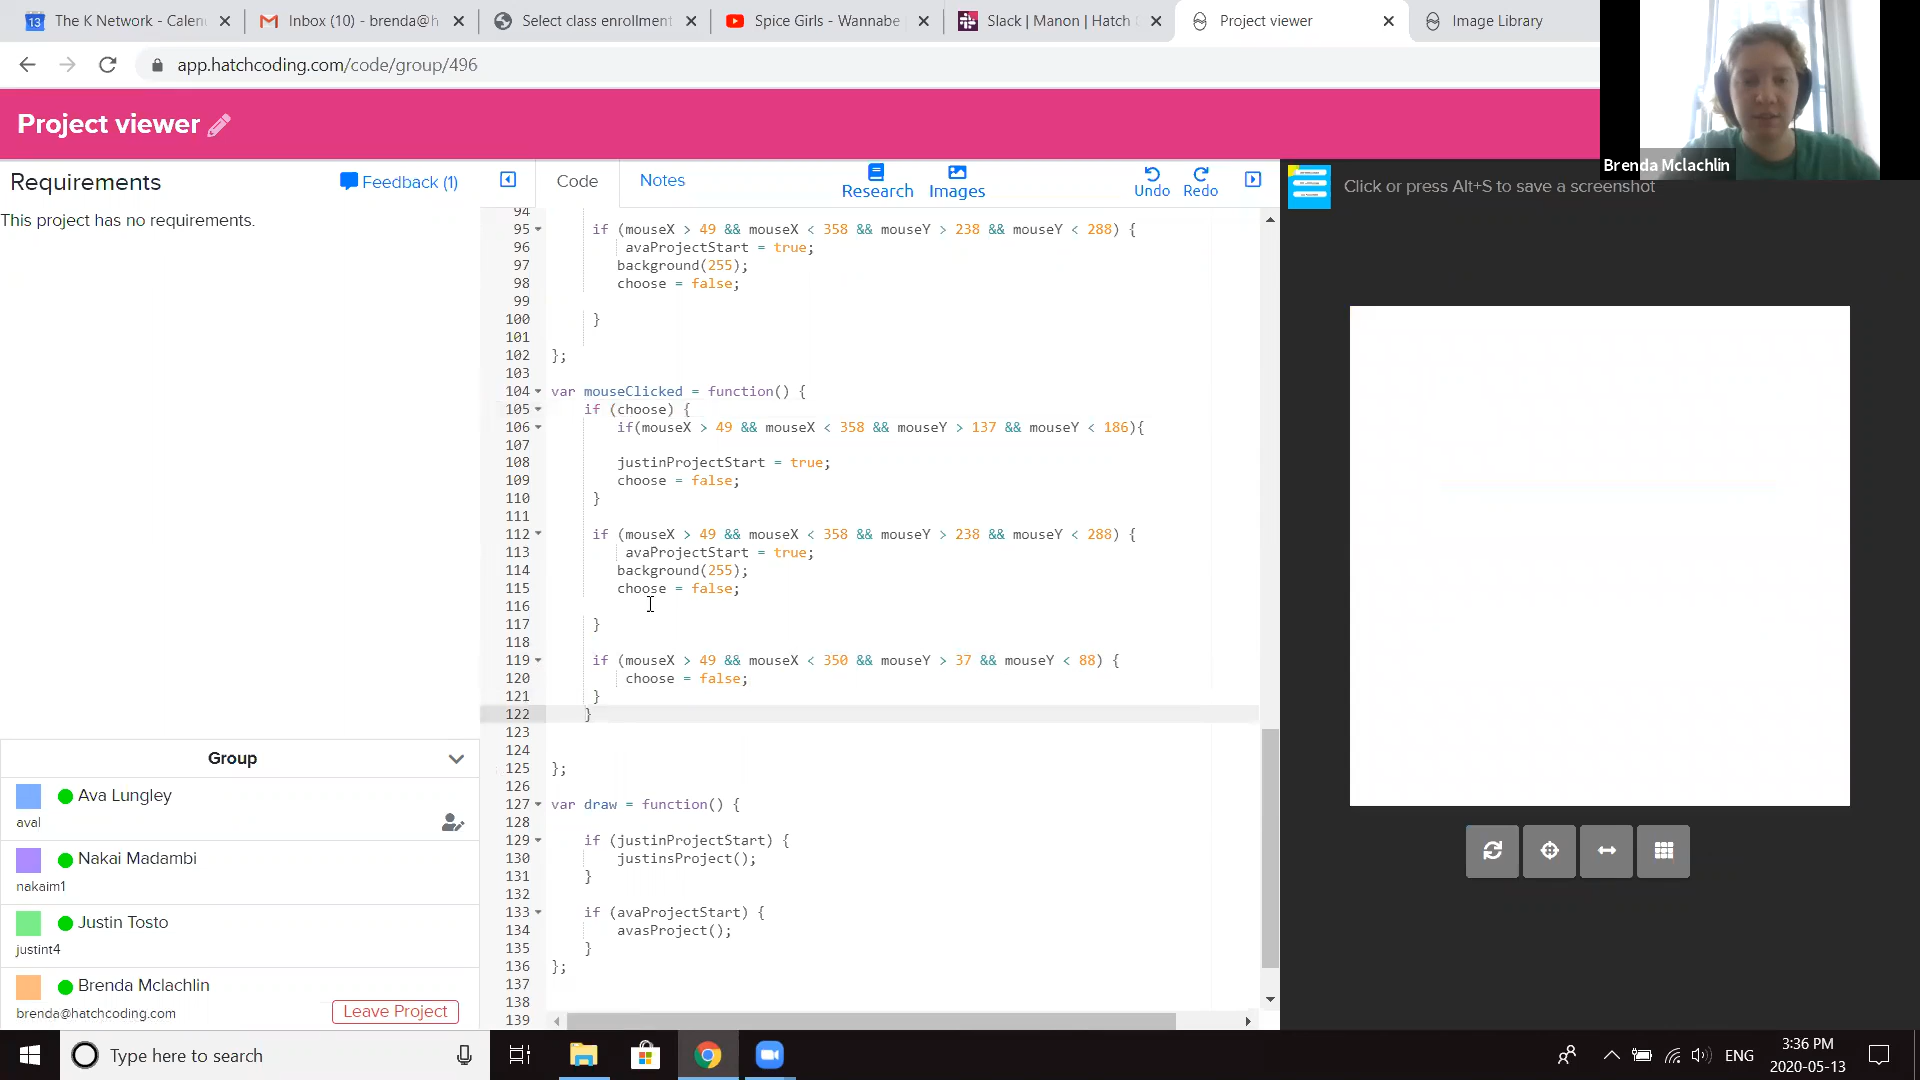 The K Network - Calen
Inbox (10) - brenda@h
Select class enrollment
Spice Girls - Wannabe
Slack | Manon | Hatch
Project viewer
Image Library
app.hatchcoding.com/code/group/496
Project viewer
Brenda Mclachlin
Requirements
Feedback (1)
Code
Notes
Research
Images
Undo
Redo
Click or press Alt+S to save a screenshot
This project has no requirements.
94
95 if (mouseX > 49 && mouseX < 358 && mouseY > 238 && mouseY < 288) {
96 avaProjectStart = true;
97 background(255);
98 choose = false;
99
100 }
101
102 };
103
104 var mouseClicked = function() {
105 if (choose) {
106 if(mouseX > 49 && mouseX < 358 && mouseY > 137 && mouseY < 186){
107
108 justinProjectStart = true;
109 choose = false;
110 }
111
112 if (mouseX > 49 && mouseX < 358 && mouseY > 238 && mouseY < 288) {
113 avaProjectStart = true;
114 background(255);
115 choose = false;
116
117 }
118
119 if (mouseX > 49 && mouseX < 350 && mouseY > 37 && mouseY < 88) {
120 choose = false;
121 }
122 }
123
124
125 };
126
127 var draw = function() {
128
129 if (justinProjectStart) {
130 justinsProject();
131 }
132
133 if (avaProjectStart) {
134 avasProject();
135 }
136 };
137
138
139
Group
Ava Lungley
aval
Nakai Madambi
nakaim1
Justin Tosto
justint4
Brenda Mclachlin
brenda@hatchcoding.com
Leave Project
Type here to search
ENG
3:36 PM
2020-05-13